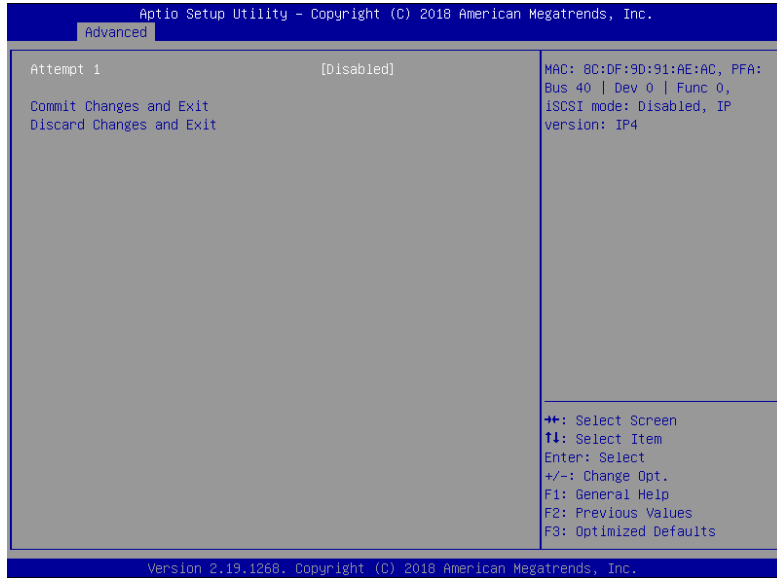 Aptio Setup Utility – Copyright (C) 2018 American Megatrends, Inc.
Advanced
Attempt 1 [Disabled]
Commit Changes and Exit
Discard Changes and Exit
MAC: 8C:DF:9D:91:AE:AC, PFA:
Bus 40 | Dev 0 | Func 0,
iSCSI mode: Disabled, IP
version: IP4
→←: Select Screen
↑↓: Select Item
Enter: Select
+/-: Change Opt.
F1: General Help
F2: Previous Values
F3: Optimized Defaults
Version 2.19.1268. Copyright (C) 2018 American Megatrends, Inc.